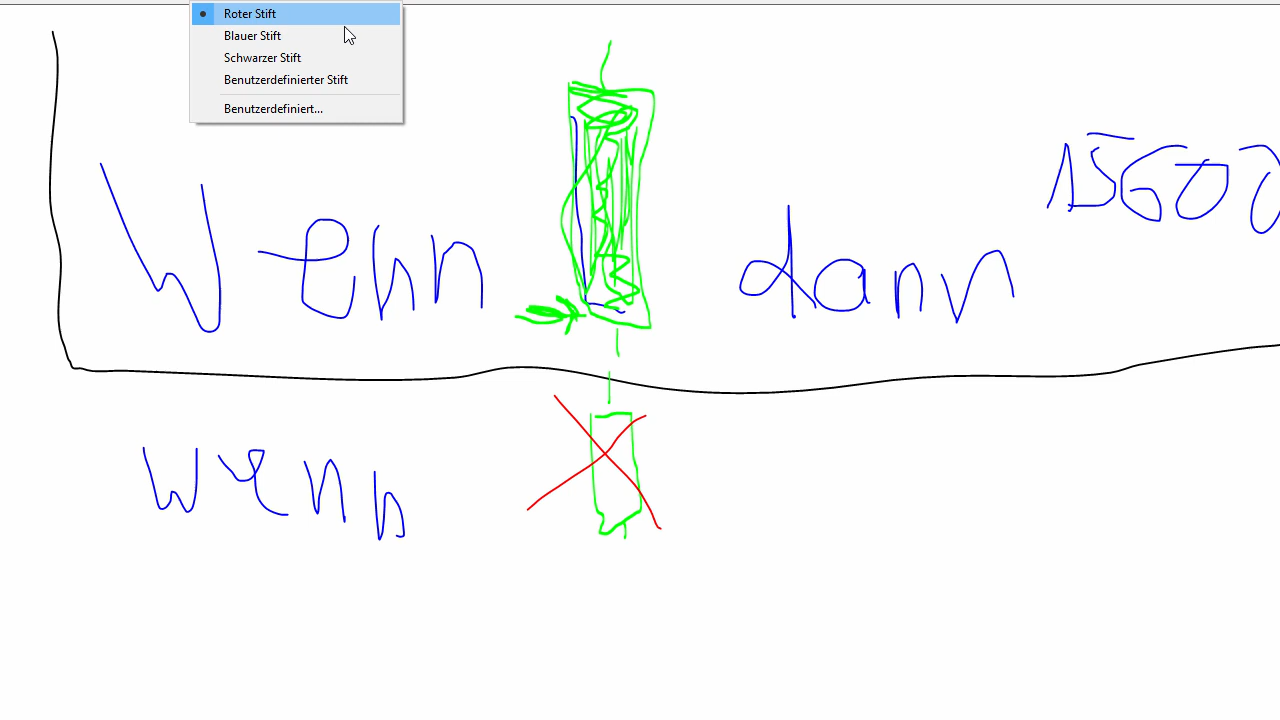 Roter Stift
Blauer Stift
Schwarzer Stift
Benutzerdefinierter Stift
Benutzerdefiniert...
Wenn dann
wenn